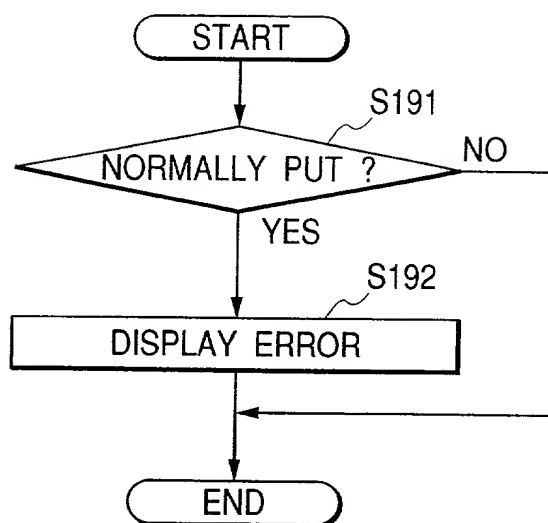 START
S191
NORMALLY PUT ?
NO
YES
S192
DISPLAY ERROR
END